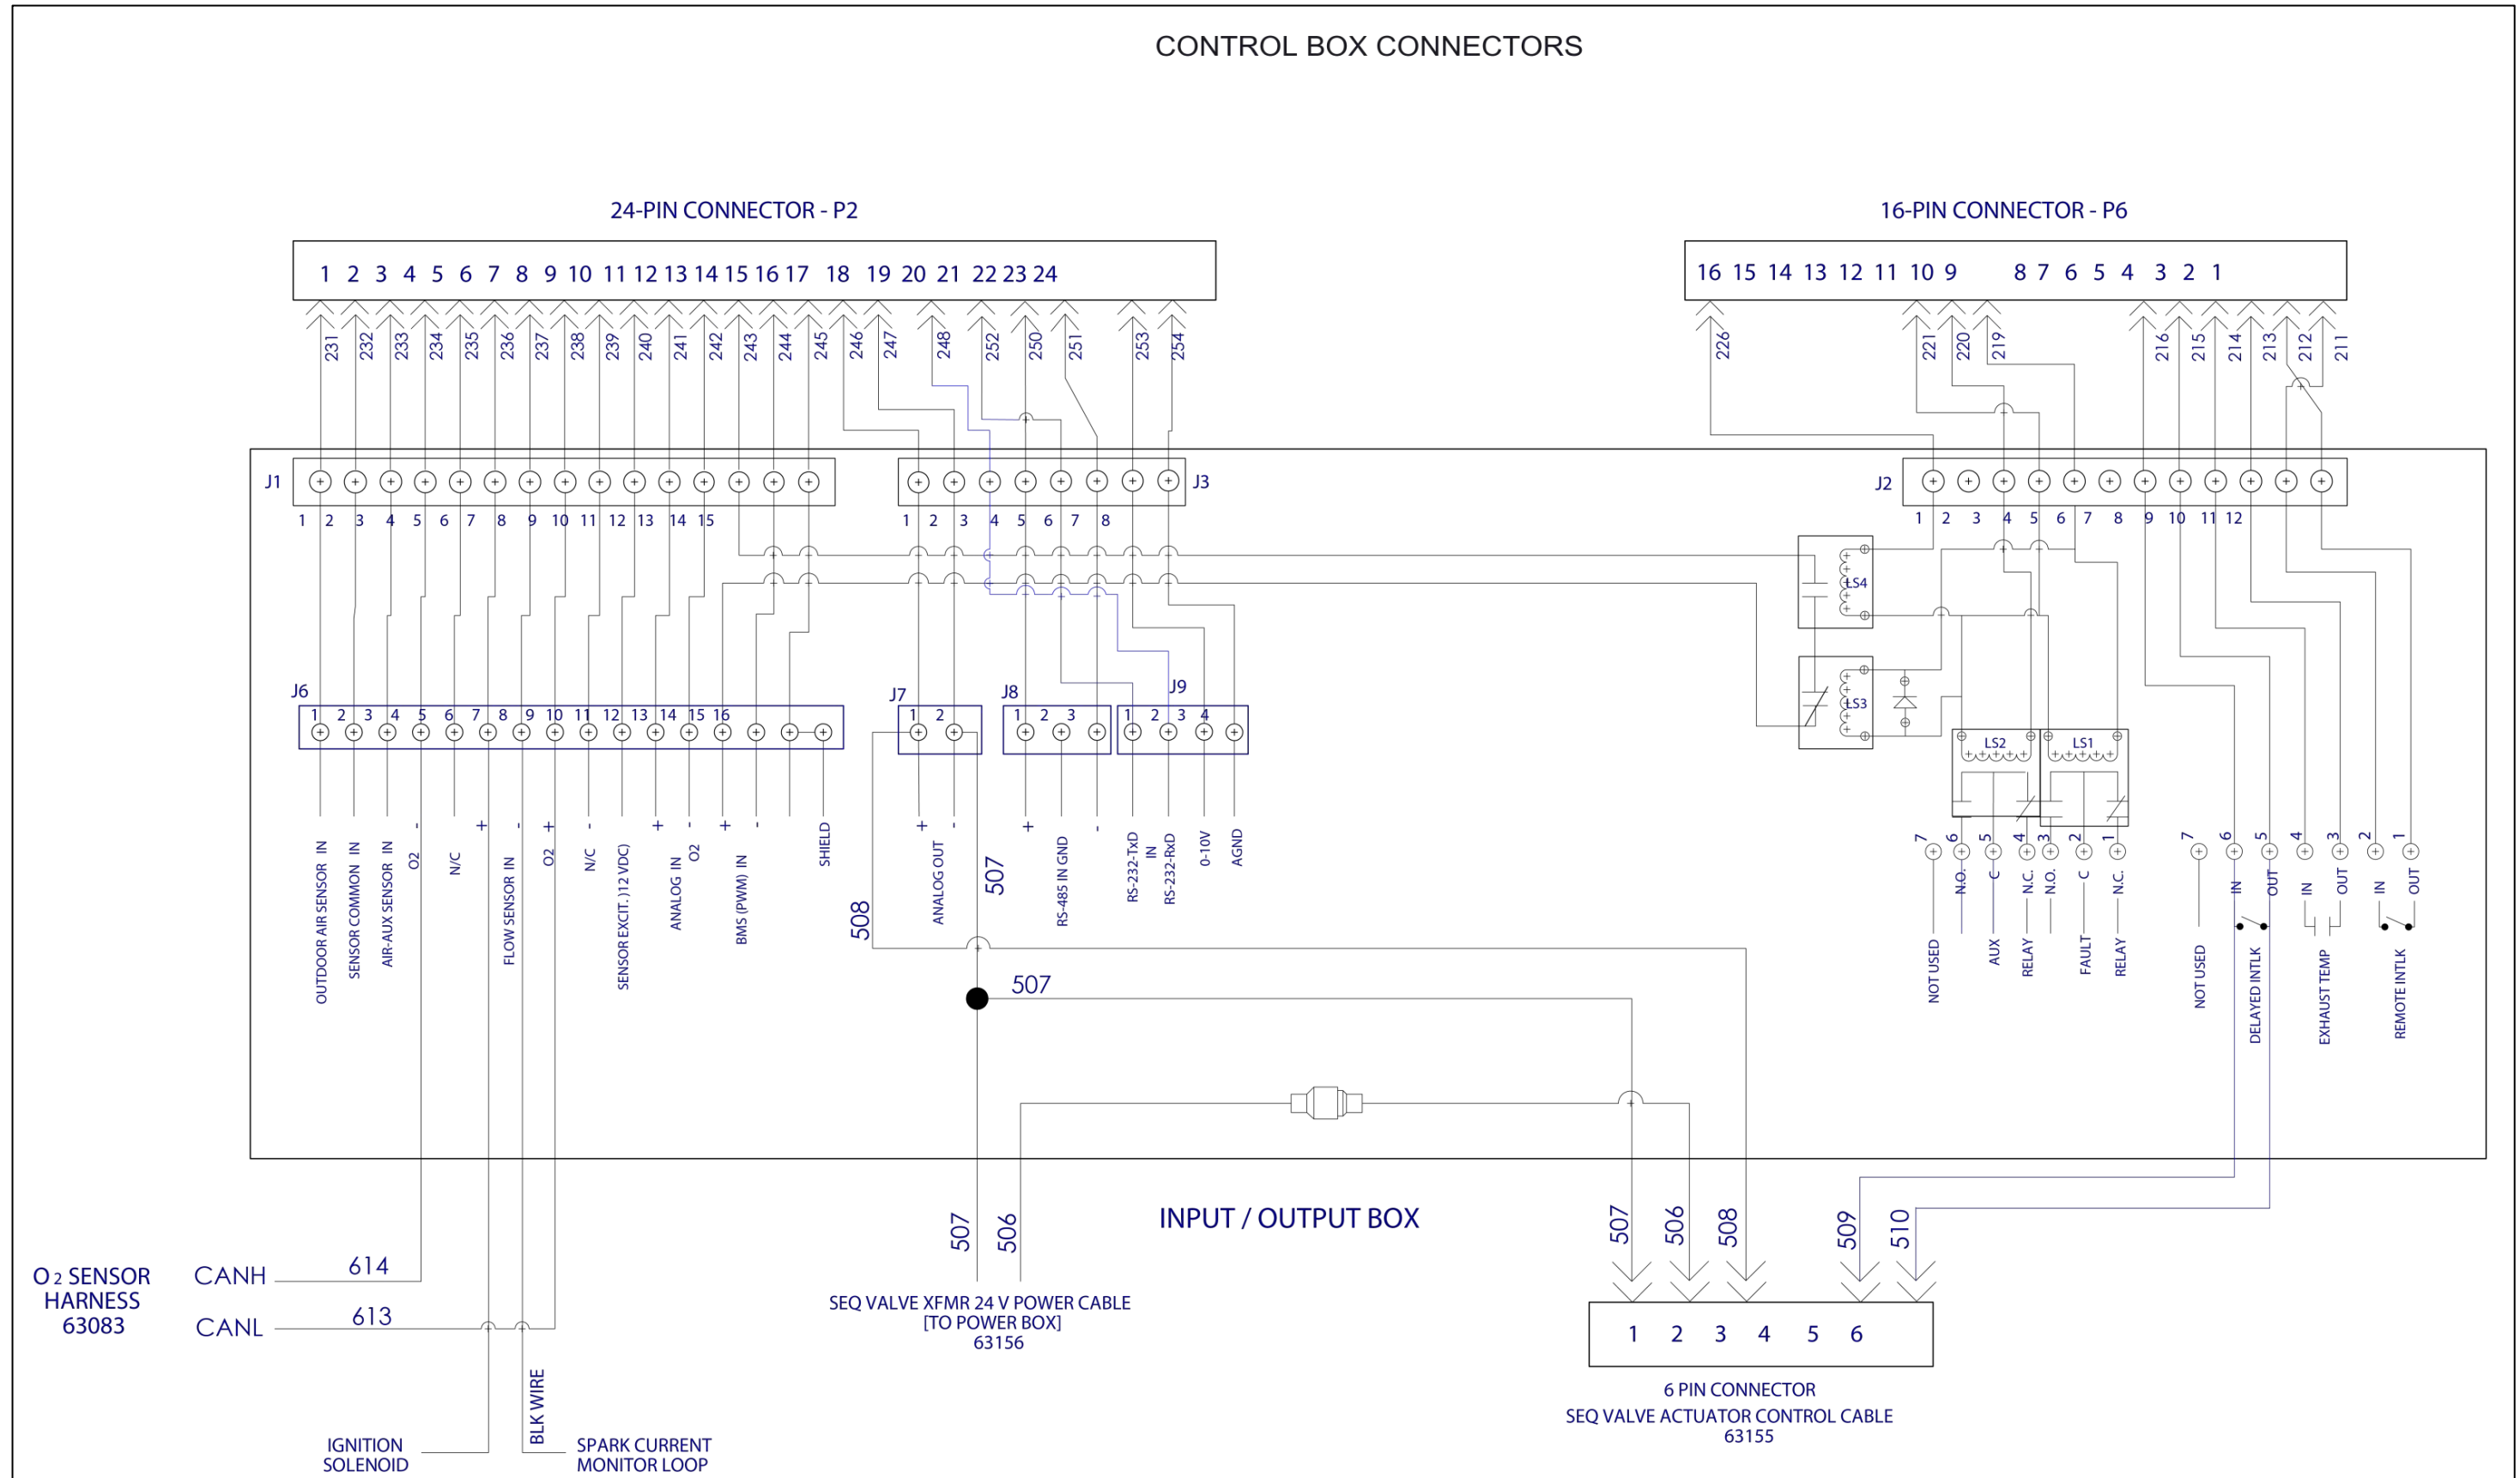 CONTROL BOX CONNECTORS
24-PIN CONNECTOR - P2
16-PIN CONNECTOR - P6
1 2 3 4 5 6 7 8 9 10 11 12 13 14 15 16 17 18 19 20 21 22 23 24
16 15 14 13 12 11 10 9 8 7 6 5 4 3 2 1
231 232 233 234 235 236 237 238 239 240 241 242 243 244 245 246 247 248 252 250 251 253 254
226 221 220 219 216 215 214 213 212 211
J1
J3
J2
1 2 3 4 5 6 7 8 9 10 11 12 13 14 15
1 2 3 4 5 6 7 8
1 2 3 4 5 6 7 8 9 10 11 12
LS4
LS3
J6
J7
J8
J9
1 2 3 4 5 6 7 8 9 10 11 12 13 14 15 16
1 2
1 2 3
1 2 3 4
LS2
LS1
OUTDOOR AIR SENSOR IN
SENSOR COMMON IN
AIR-AUX SENSOR IN
-
O2
N/C
+
-
FLOW SENSOR IN
+
O2
-
N/C
SENSOR EXCIT. )12 VDC)
+
ANALOG IN
-
O2
+
-
BMS (PWM) IN
SHIELD
+
-
ANALOG OUT
+
-
RS-485 IN GND
RS-232-TxD
IN
RS-232-RxD
0-10V
AGND
7 6 5 4 3 2 1
N.O. C N.C. N.O. C N.C.
NOT USED
AUX
RELAY
FAULT
RELAY
7 6 5 4 3 2 1
IN OUT IN OUT IN OUT
NOT USED
DELAYED INTLK
EXHAUST TEMP
REMOTE INTLK
508
507
507
507
506
INPUT / OUTPUT BOX
507
506
508
509
510
O2 SENSOR
HARNESS
63083
CANH
614
CANL
613
SEQ VALVE XFMR 24 V POWER CABLE
[TO POWER BOX]
63156
1 2 3 4 5 6
6 PIN CONNECTOR
SEQ VALVE ACTUATOR CONTROL CABLE
63155
BLK WIRE
IGNITION
SOLENOID
SPARK CURRENT
MONITOR LOOP